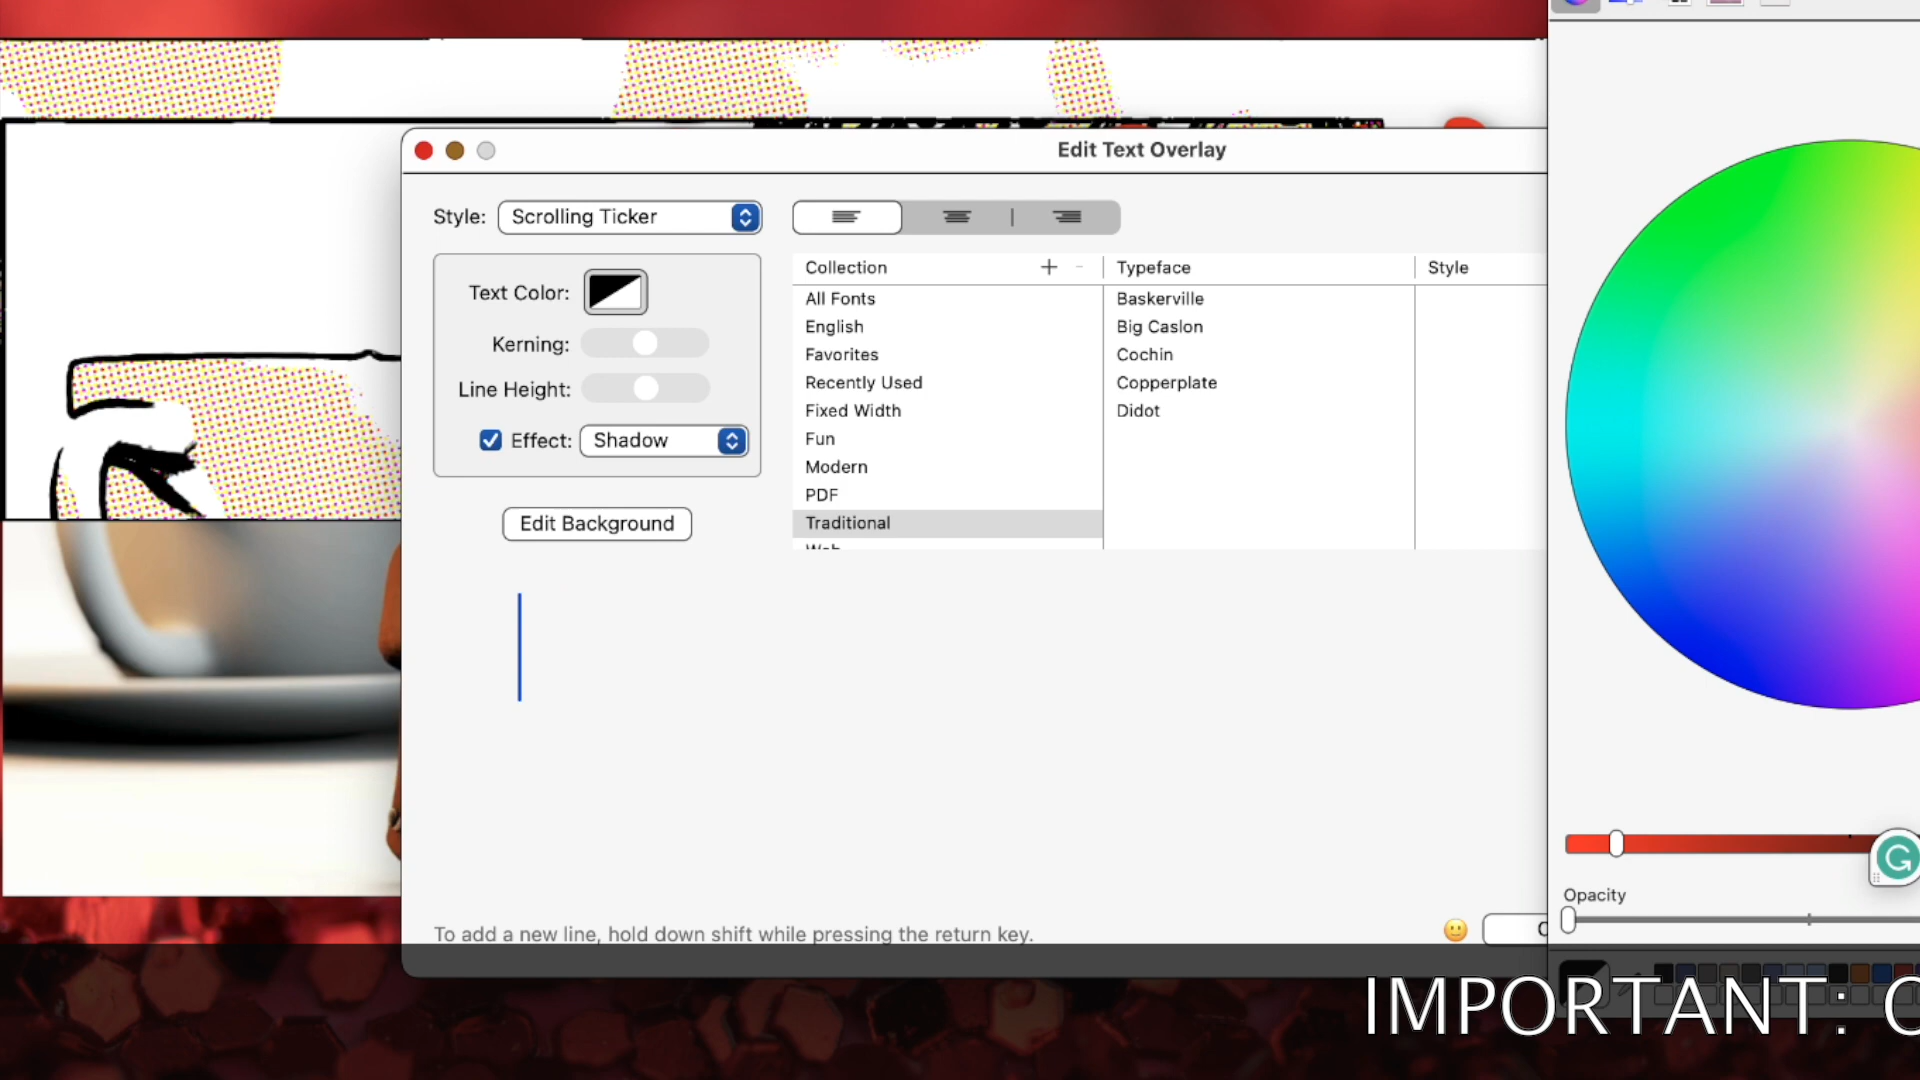 Edit Text Overlay
Style: Scrolling Ticker
Text Color:
Kerning:
Line Height:
Effect: Shadow
Edit Background
Collection + -
All Fonts
English
Favorites
Recently Used
Fixed Width
Fun
Modern
PDF
Traditional
Web
Typeface
Baskerville
Big Caslon
Cochin
Copperplate
Didot
Style
Opacity
To add a new line, hold down shift while pressing the return key.
IMPORTANT: